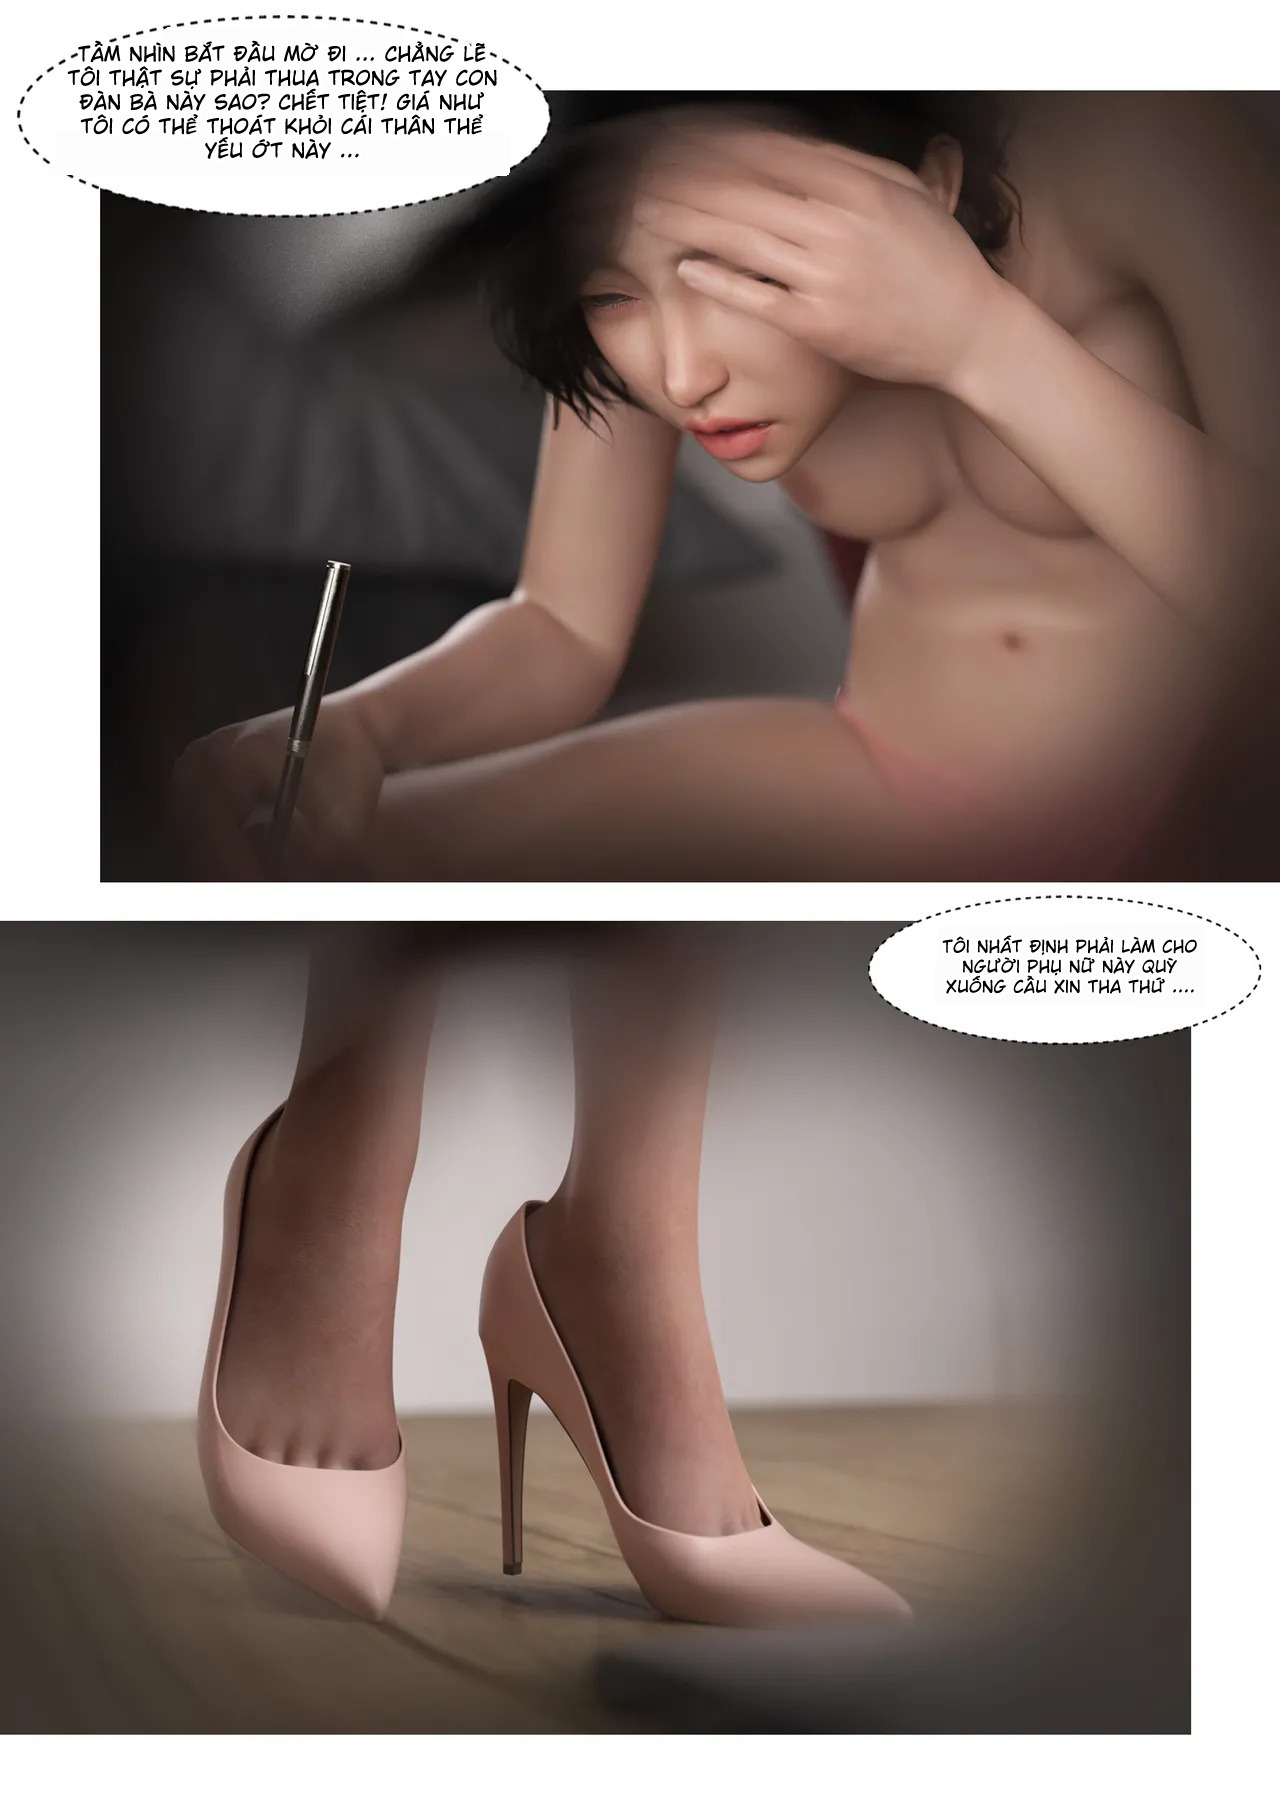 TẦM NHÌN BẮT ĐẦU MỜ ĐI ... CHẲNG LẼ
TÔI THẬT SỰ PHẢI THUA TRONG TAY CON
ĐÀN BÀ NÀY SAO? CHẾT TIỆT! GIÁ NHƯ
TÔI CÓ THỂ THOÁT KHỎI CÁI THÂN THỂ
YẾU ỚT NÀY ...
TÔI NHẤT ĐỊNH PHẢI LÀM CHO
NGƯỜI PHỤ NỮ NÀY QUỲ
XUỐNG CẦU XIN THA THỨ ....